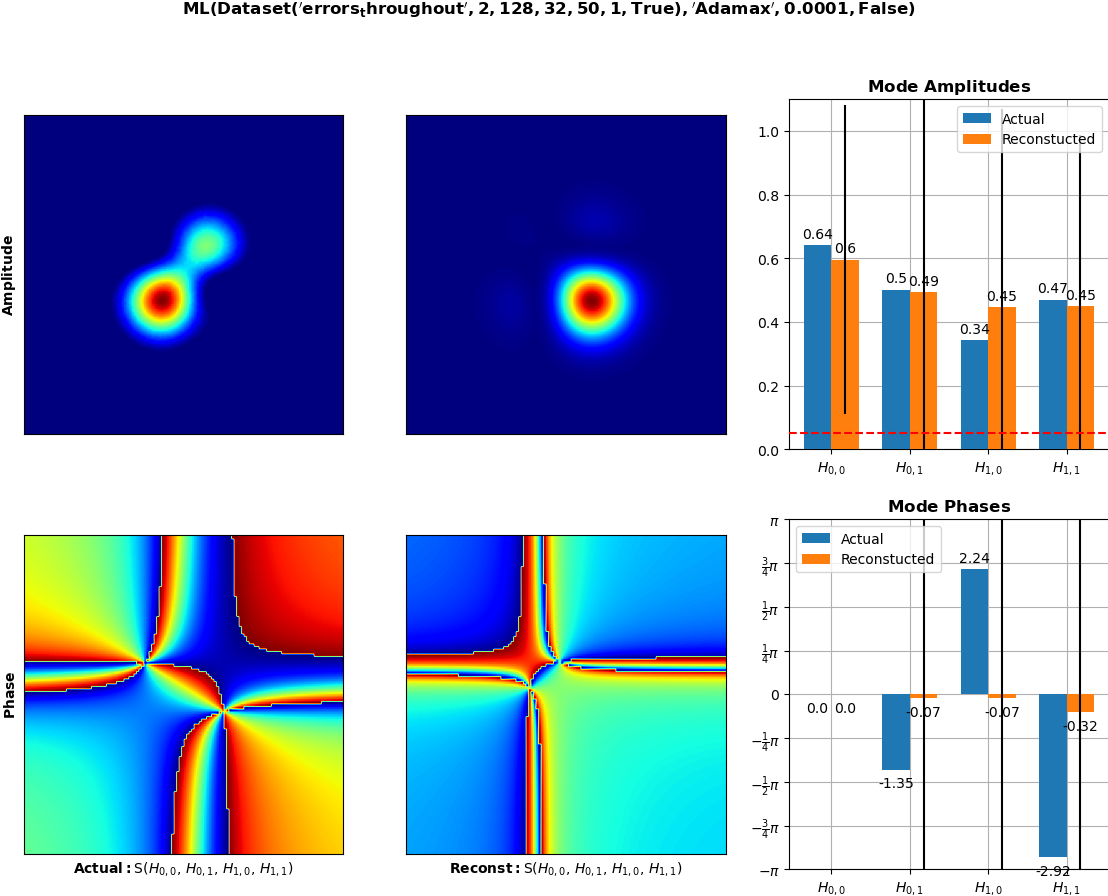 ML(Dataset('errors_throughout', 2, 128, 32, 50, 1, True), 'Adamax', 0.0001, False)
Amplitude
Mode Amplitudes
Actual
Reconstucted
1.0
0.8
0.6
0.4
0.2
0.0
0.64
0.6
0.5
0.49
0.34
0.45
0.47
0.45
H0,0
H0,1
H1,0
H1,1
Phase
Actual: S(H0,0, H0,1, H1,0, H1,1)
Reconst: S(H0,0, H0,1, H1,0, H1,1)
Mode Phases
Actual
Reconstucted
π
3/4π
1/2π
1/4π
0
−1/4π
−1/2π
−3/4π
−π
0.0
0.0
-1.35
-0.07
2.24
-0.07
-2.92
-0.32
H0,0
H0,1
H1,0
H1,1